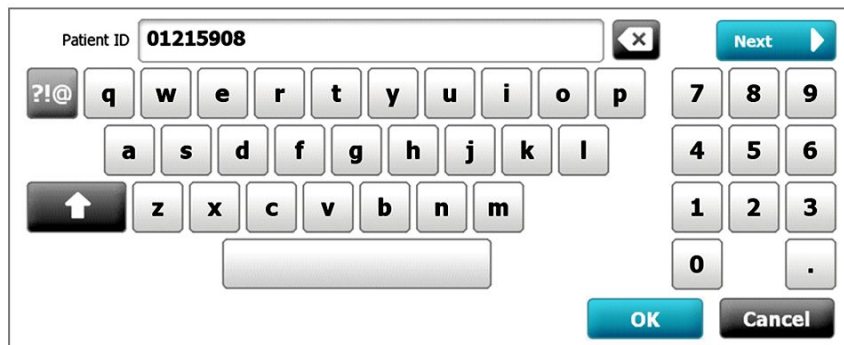 Patient ID 01215908 Next
?!@ q w e r t y u i o p 7 8 9
a s d f g h j k l 4 5 6
z x c v b n m 1 2 3
0 .
OK Cancel